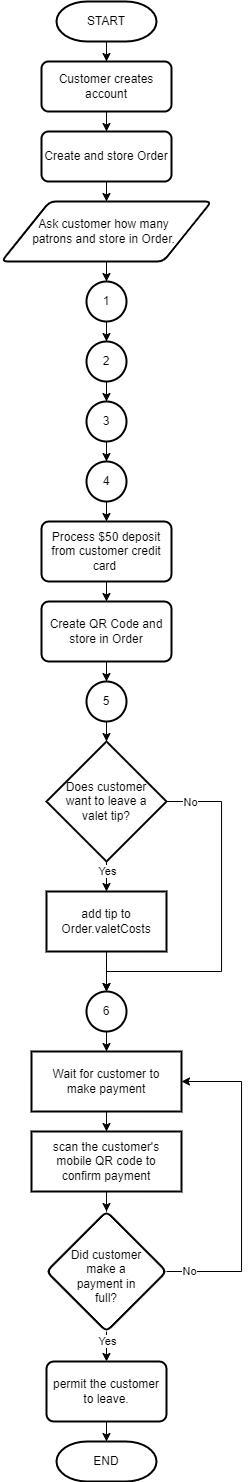 START
Customer creates
account
Create and store Order
Ask customer how many
patrons and store in Order.
1
2
3
4
Process $50 deposit
from customer credit
card
Create QR Code and
store in Order
5
Does customer
want to leave a
valet tip?
No
Yes
add tip to
Order.valetCosts
6
Wait for customer to
make payment
scan the customer's
mobile QR code to
confirm payment
Did customer
make a
payment in
full?
No
Yes
permit the customer
to leave.
END